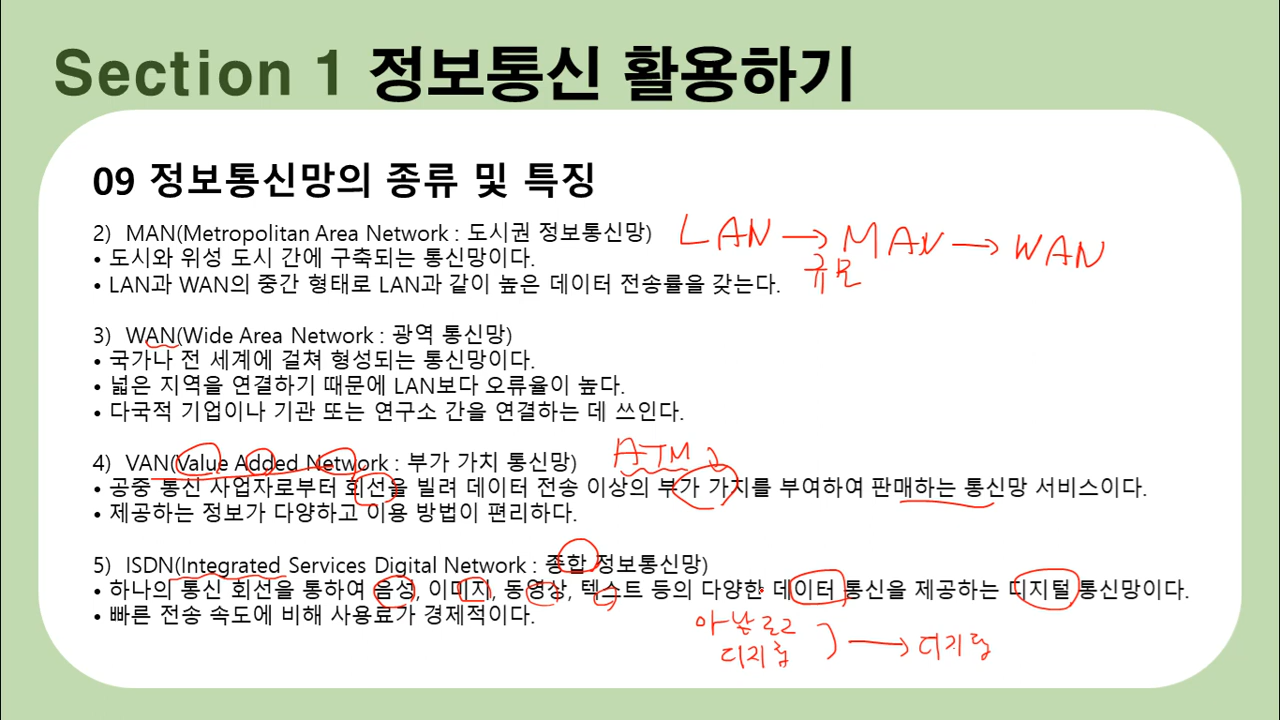 Section 1 정보통신 활용하기
09 정보통신망의 종류 및 특징
2) MAN(Metropolitan Area Network : 도시권 정보통신망)
LAN → MAN → WAN
규모
• 도시와 위성 도시 간에 구축되는 통신망이다.
• LAN과 WAN의 중간 형태로 LAN과 같이 높은 데이터 전송률을 갖는다.
3) WAN(Wide Area Network : 광역 통신망)
• 국가나 전 세계에 걸쳐 형성되는 통신망이다.
• 넓은 지역을 연결하기 때문에 LAN보다 오류율이 높다.
• 다국적 기업이나 기관 또는 연구소 간을 연결하는 데 쓰인다.
4) VAN(Value Added Network : 부가 가치 통신망)
ATM
• 공중 통신 사업자로부터 회선을 빌려 데이터 전송 이상의 부가 가치를 부여하여 판매하는 통신망 서비스이다.
• 제공하는 정보가 다양하고 이용 방법이 편리하다.
5) ISDN(Integrated Services Digital Network : 종합 정보통신망)
• 하나의 통신 회선을 통하여 음성, 이미지, 동영상, 텍스트 등의 다양한 데이터 통신을 제공하는 디지털 통신망이다.
• 빠른 전송 속도에 비해 사용료가 경제적이다.
아날로그
디지털 ) → 디지털